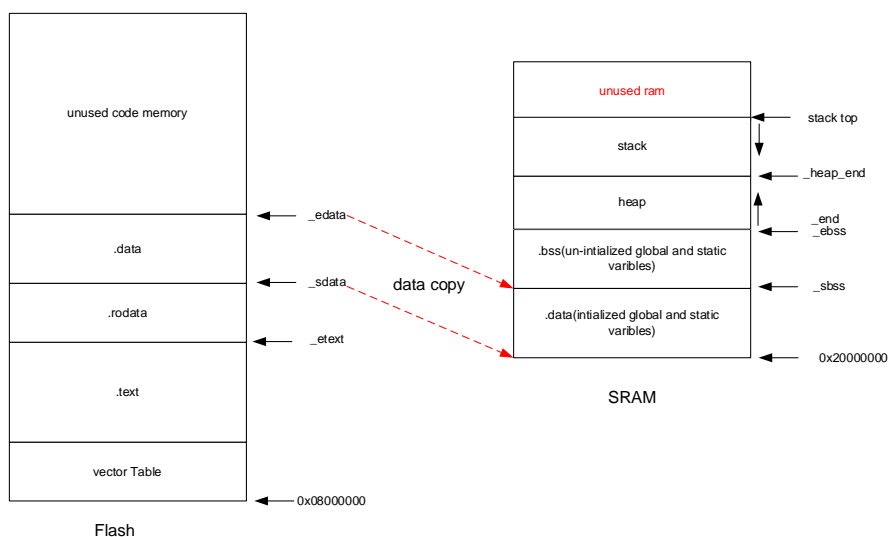 unused code memory
_edata
.data
_sdata
.rodata
_etext
.text
vector Table
0x08000000
Flash
data copy
unused ram
stack top
stack
_heap_end
heap
_end
_ebss
.bss(un-intialized global and static
varibles)
_sbss
.data(intialized global and static
varibles)
0x20000000
SRAM